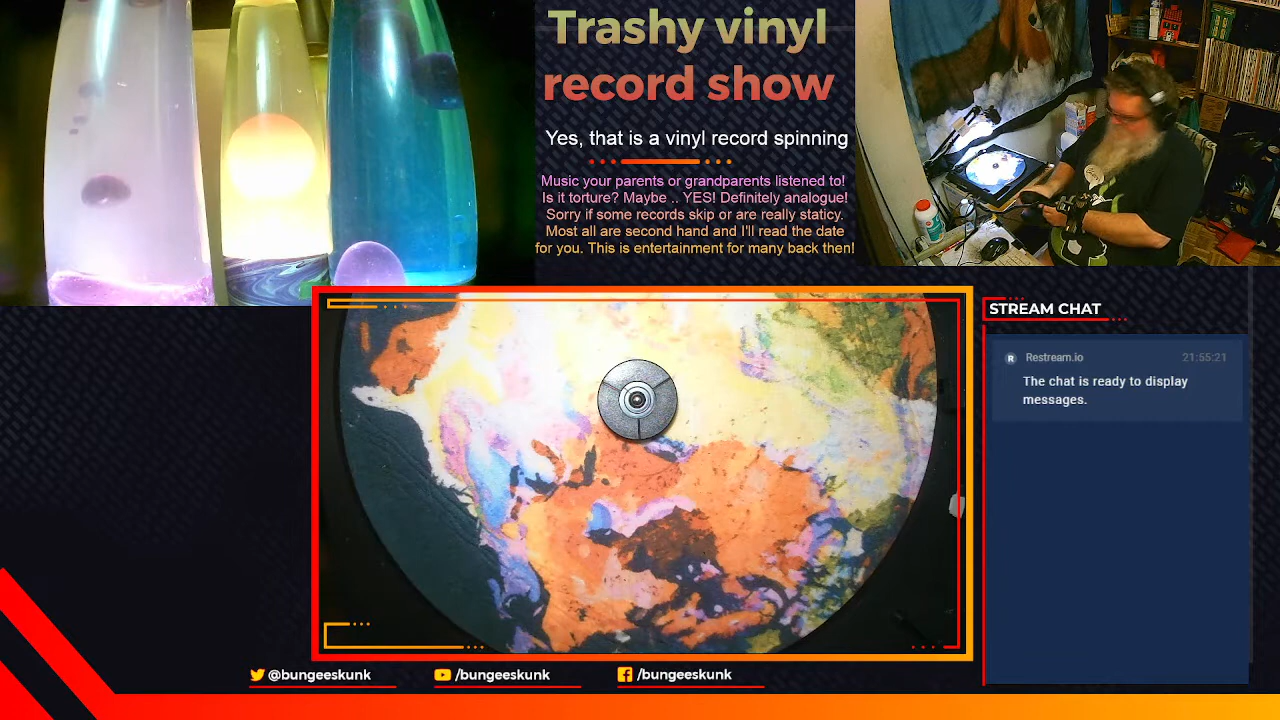 Trashy vinyl
record show
Yes, that is a vinyl record spinning
Music your parents or grandparents listened to!
Is it torture? Maybe .. YES! Definitely analogue!
Sorry if some records skip or are really staticy.
Most all are second hand and I'll read the date
for you. This is entertainment for many back then!
STREAM CHAT
R Restream.io 21:55:21
The chat is ready to display
messages.
@bungeeskunk
/bungeeskunk
/bungeeskunk